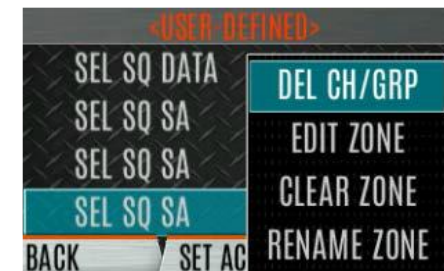 <USER-DEFINED>
SEL SQ DATA
SEL SQ SA
SEL SQ SA
SEL SQ SA
BACK
SET AC
DEL CH/GRP
EDIT ZONE
CLEAR ZONE
RENAME ZONE